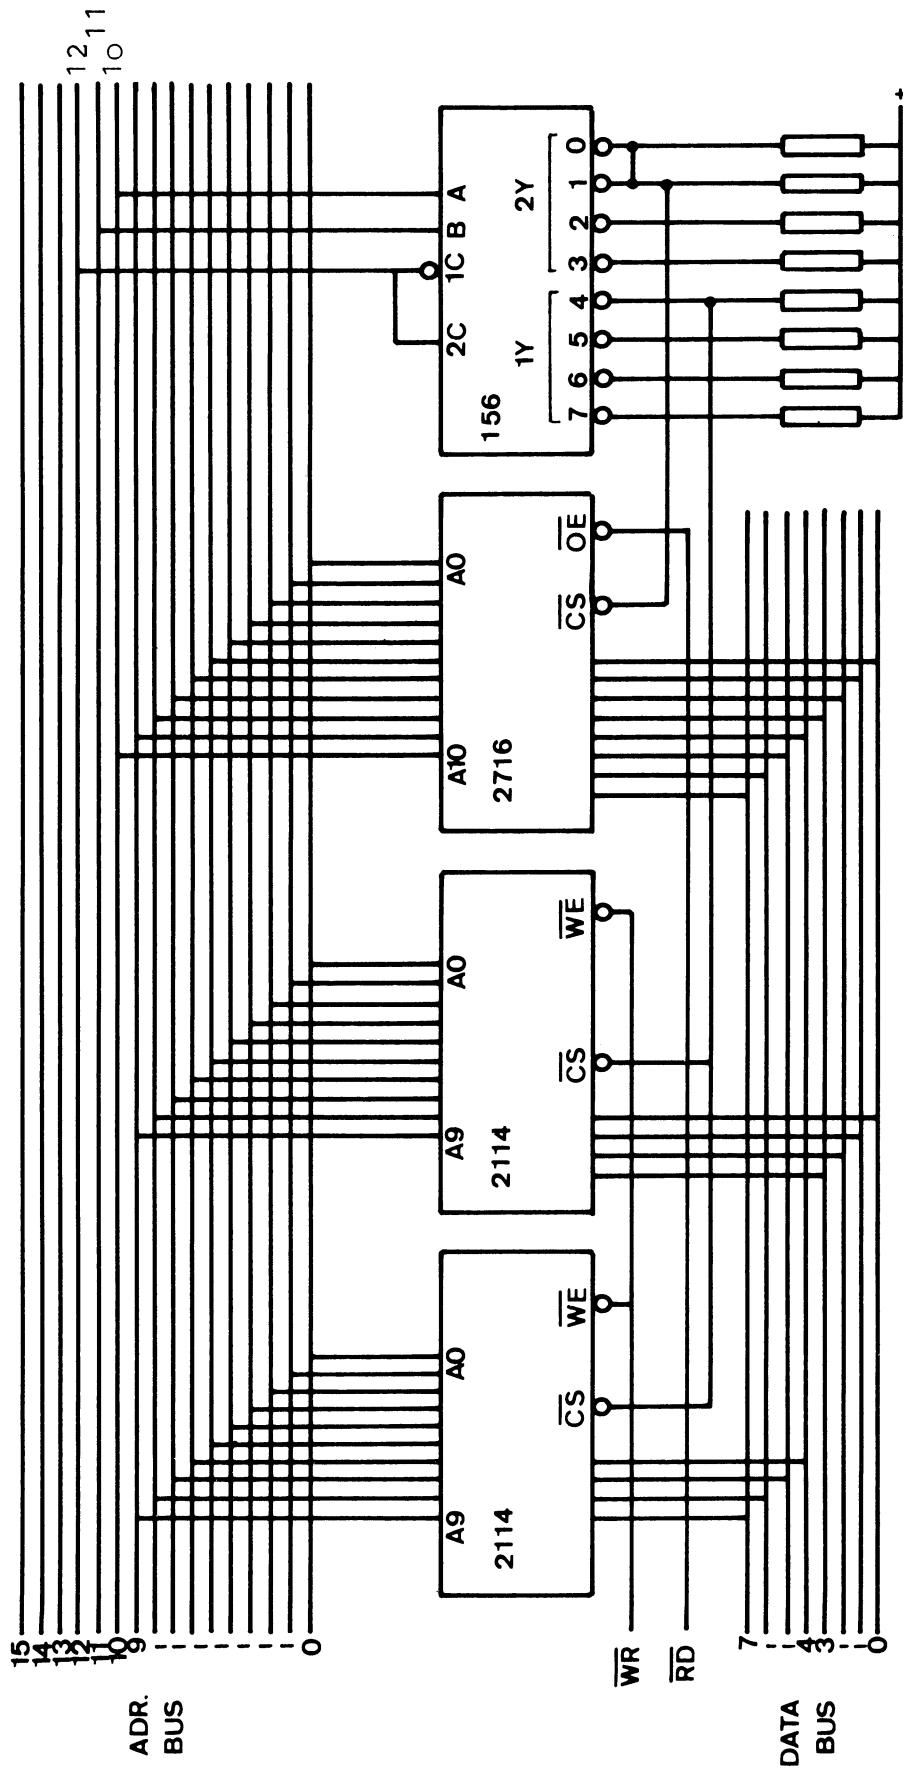 ADR.
BUS
15
14
13
12
11
10
9
0
12
11
10
A9
A0
2114
CS
WE
A9
A0
2114
CS
WE
A10
A0
2716
CS
OE
156
2C
1C
B
A
1Y
2Y
7
6
5
4
3
2
1
0
WR
RD
DATA
BUS
7
4
3
0
+